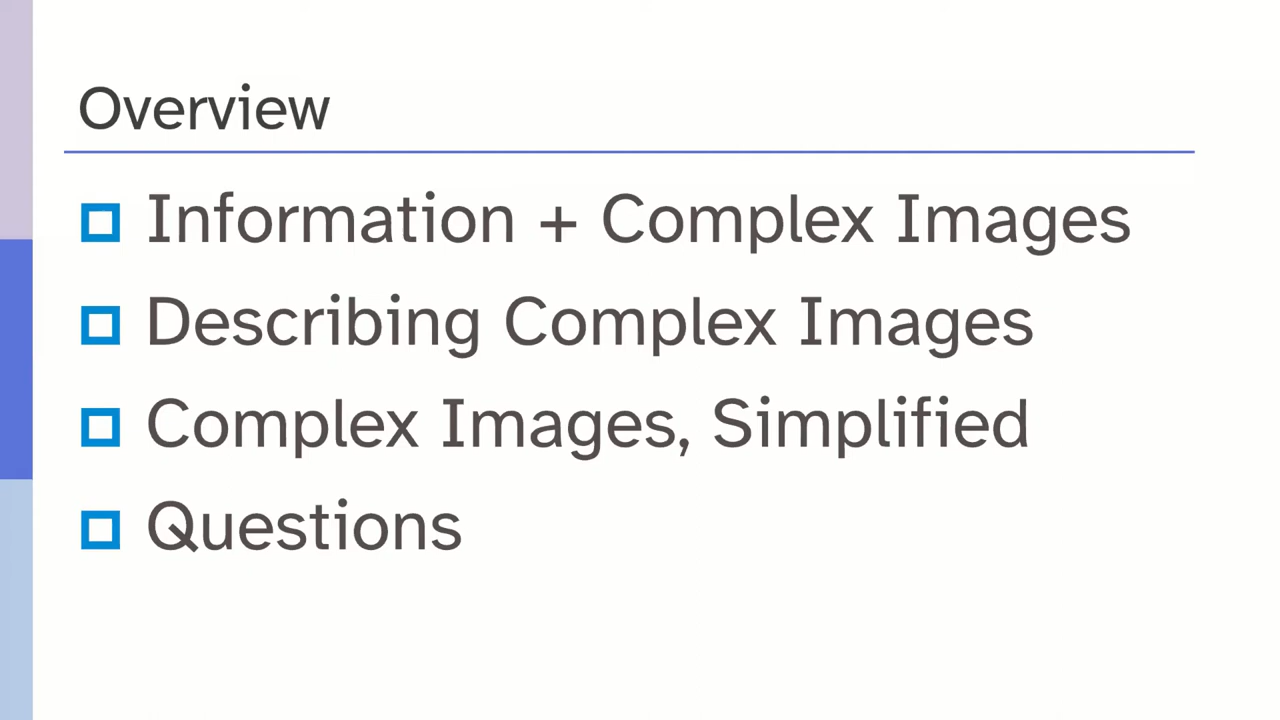 Overview
Information + Complex Images
Describing Complex Images
Complex Images, Simplified
Questions